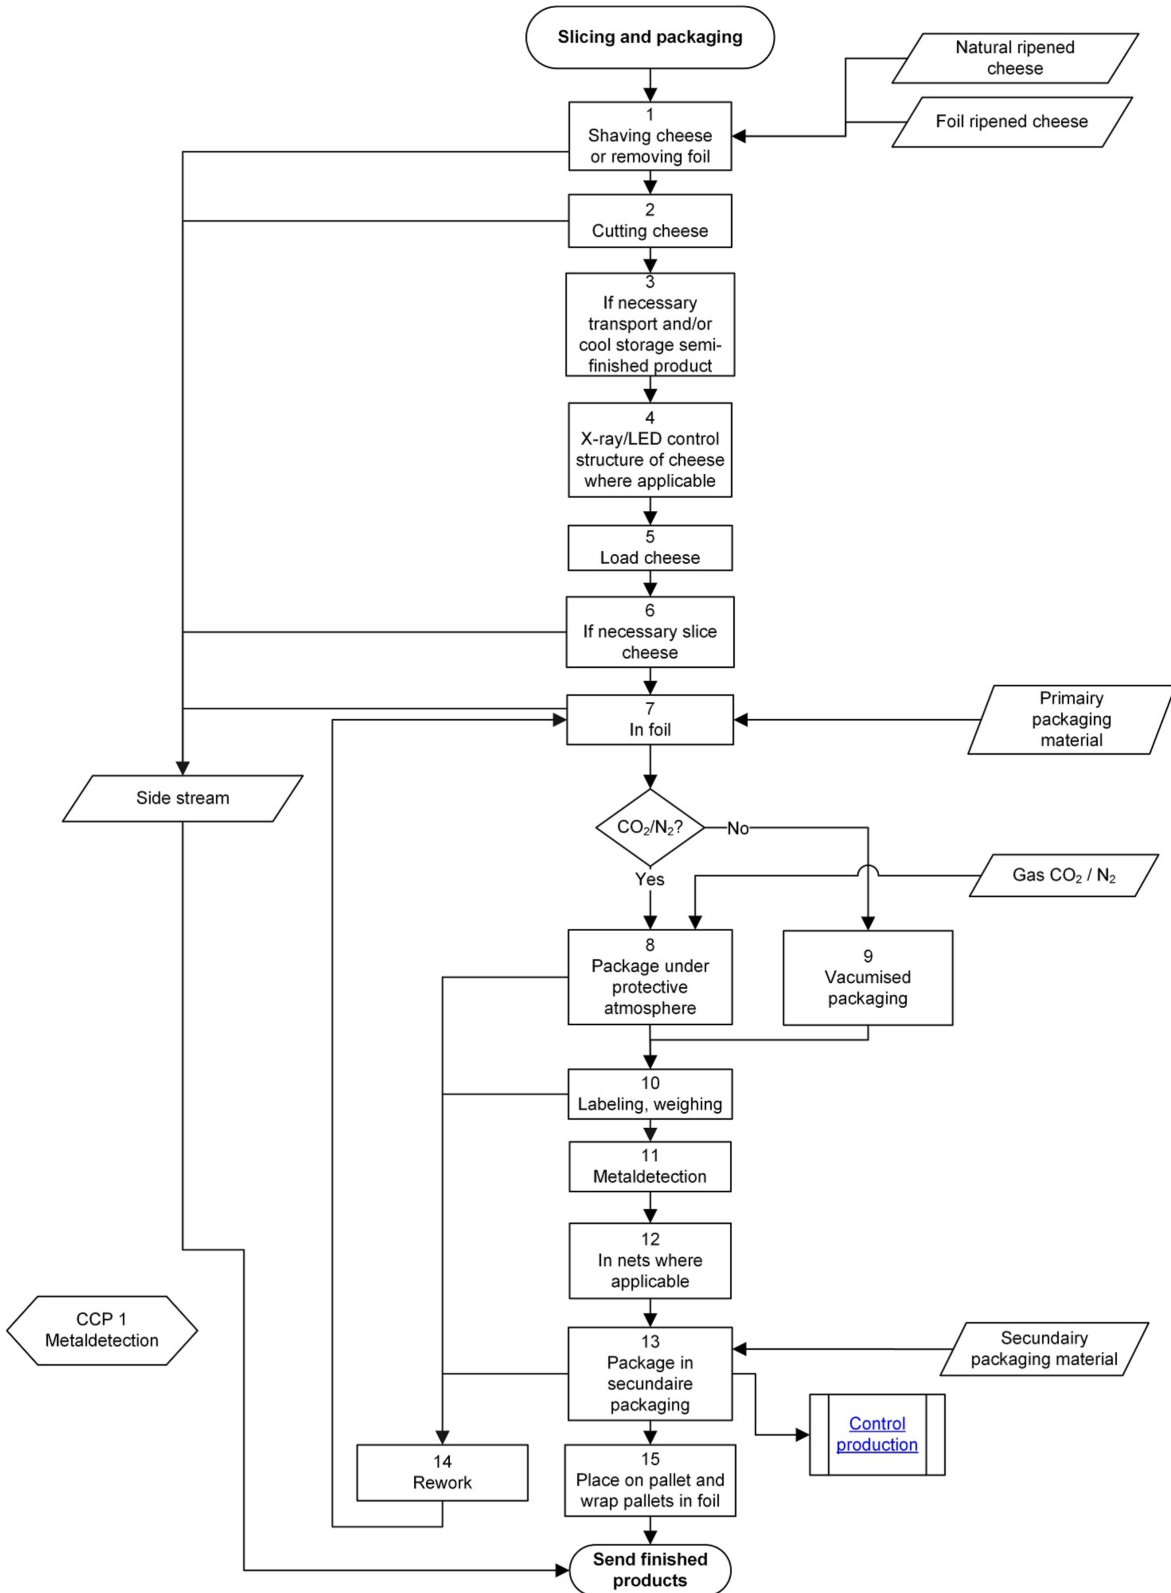 Slicing and packaging
Natural ripened
cheese
Foil ripened cheese
1
Shaving cheese
or removing foil
2
Cutting cheese
3
If necessary
transport and/or
cool storage semi-
finished product
4
X-ray/LED control
structure of cheese
where applicable
5
Load cheese
6
If necessary slice
cheese
7
In foil
Primairy
packaging
material
Side stream
CO₂/N₂?
No
Yes
Gas CO₂ / N₂
8
Package under
protective
atmosphere
9
Vacumised
packaging
10
Labeling, weighing
11
Metaldetection
12
In nets where
applicable
CCP 1
Metaldetection
13
Package in
secundaire
packaging
Secundairy
packaging material
Control
production
14
Rework
15
Place on pallet and
wrap pallets in foil
Send finished
products